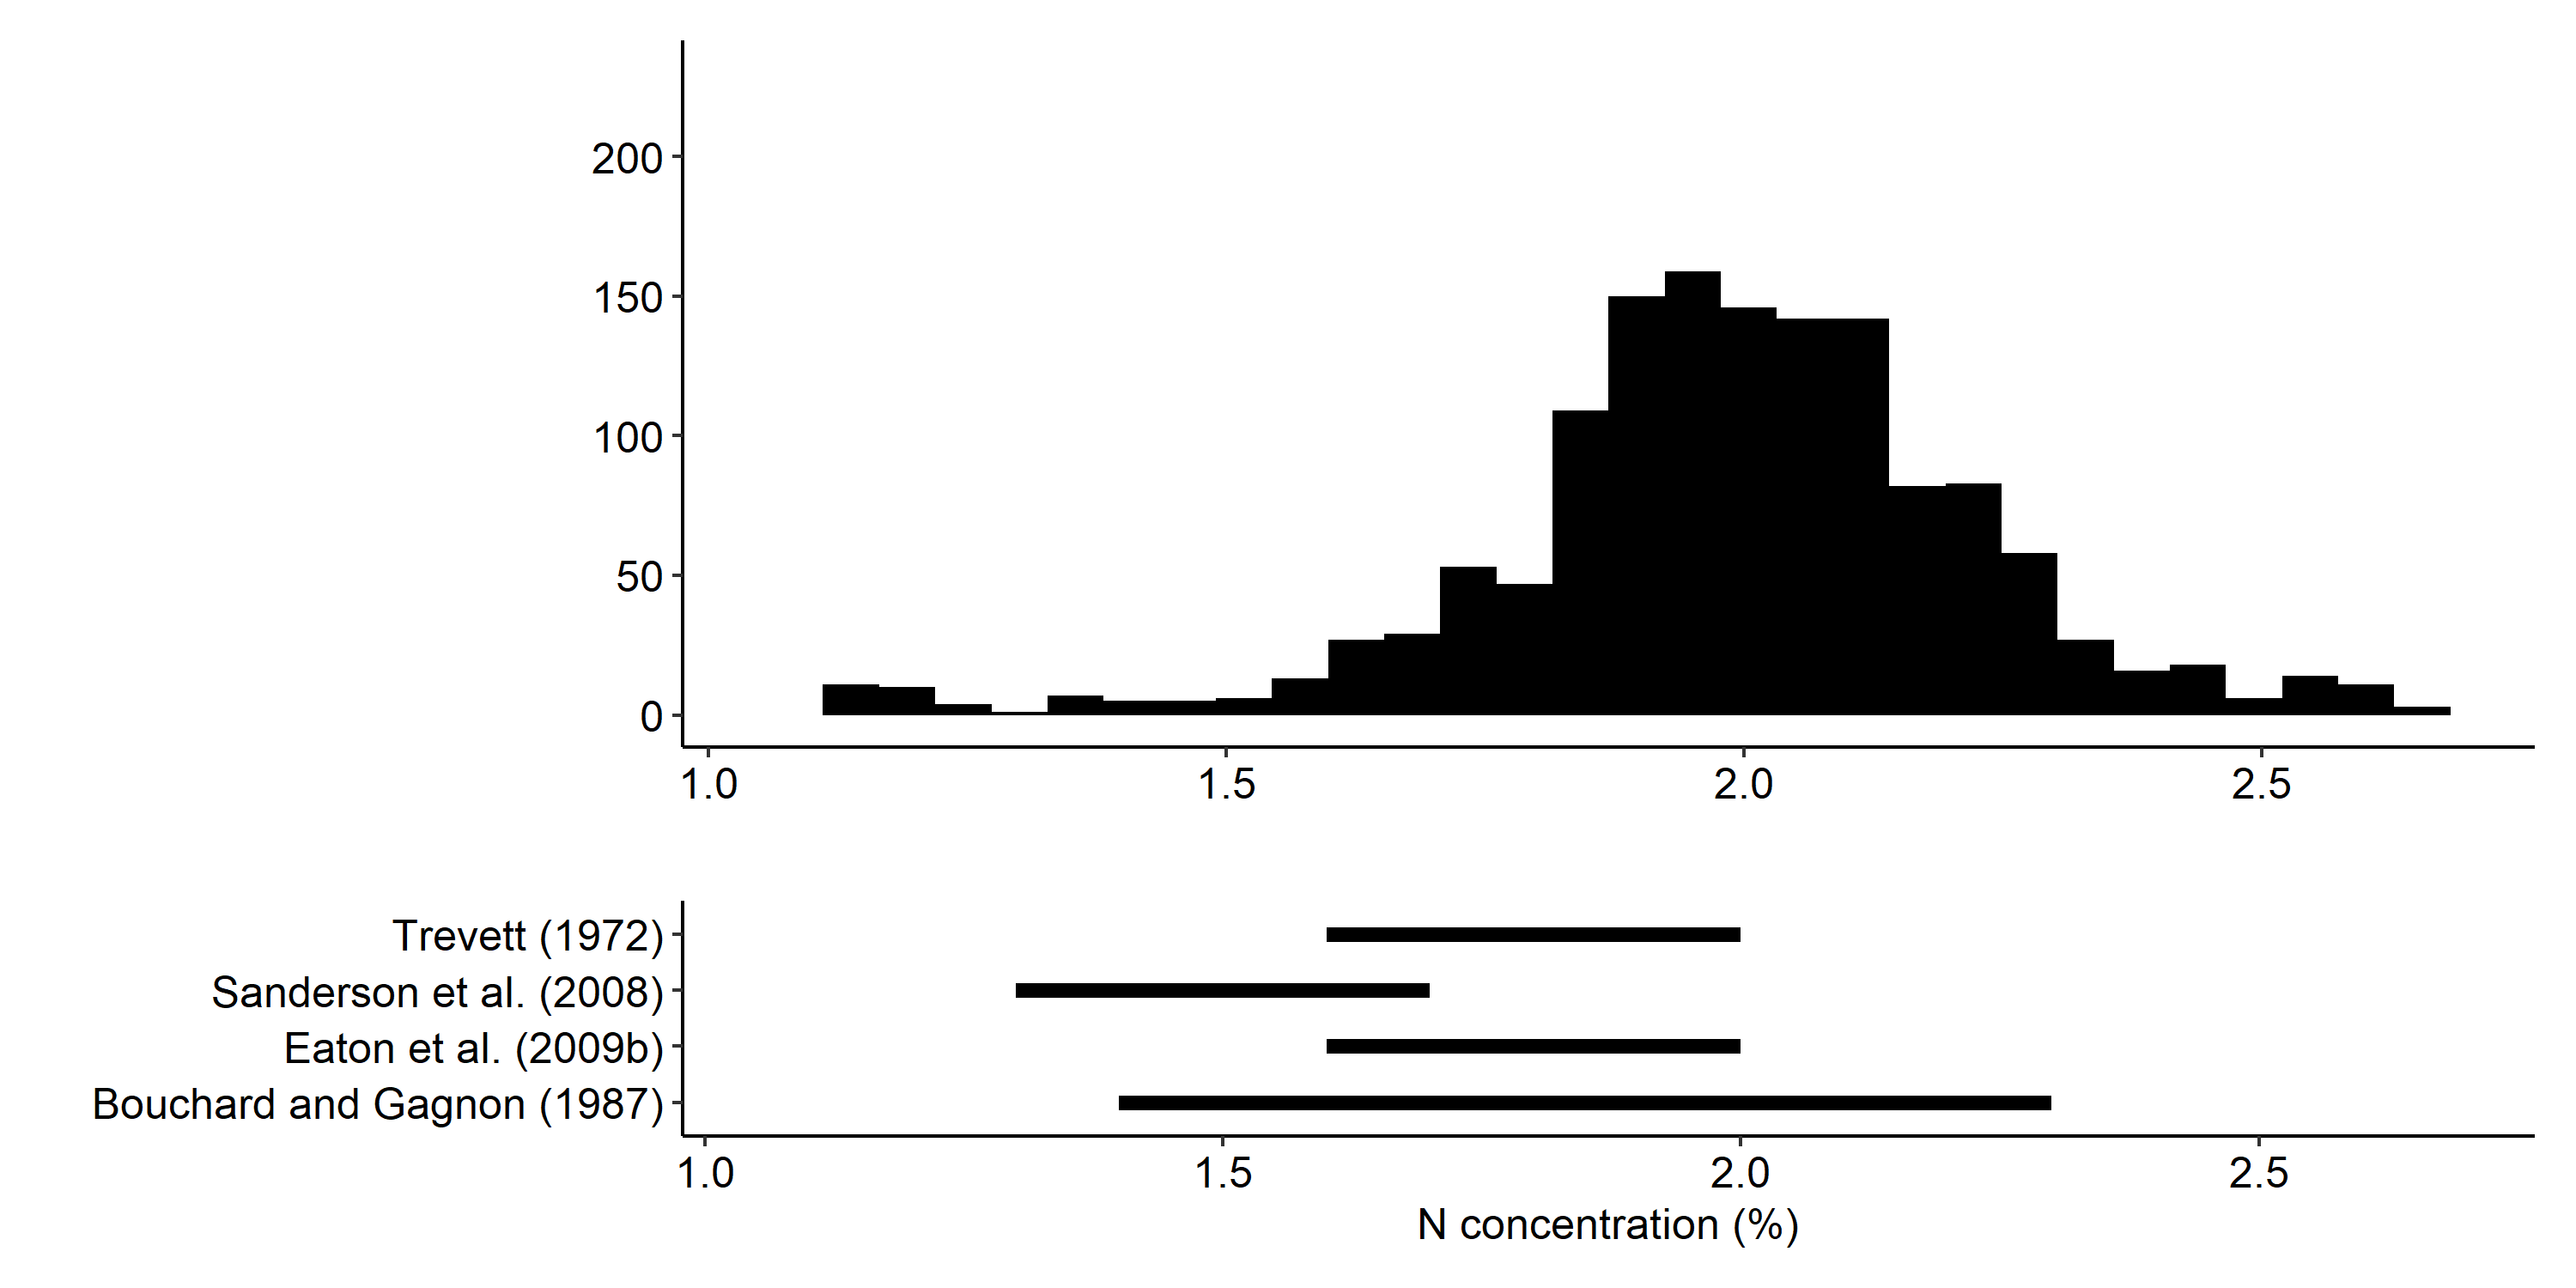 200
150
100
50
0
1.0 1.5 2.0 2.5
Trevett (1972)
Sanderson et al. (2008)
Eaton et al. (2009b)
Bouchard and Gagnon (1987)
1.0 1.5 2.0 2.5
N concentration (%)